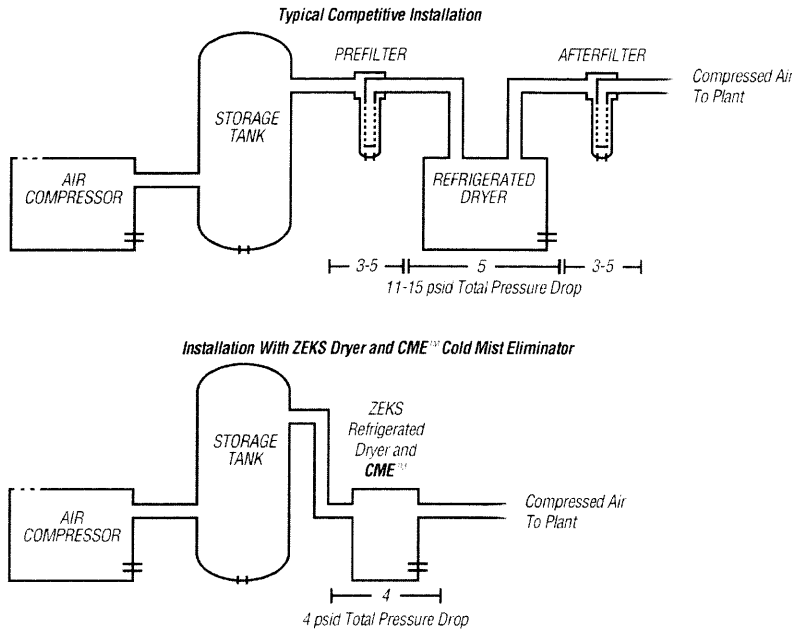 Typical Competitive Installation
PREFILTER
AFTERFILTER
Compressed Air
To Plant
STORAGE
TANK
AIR
COMPRESSOR
REFRIGERATED
DRYER
3-5
5
3-5
11-15 psid Total Pressure Drop
Installation With ZEKS Dryer and CME™ Cold Mist Eliminator
ZEKS
Refrigerated
Dryer and
CME™
STORAGE
TANK
AIR
COMPRESSOR
Compressed Air
To Plant
4
4 psid Total Pressure Drop